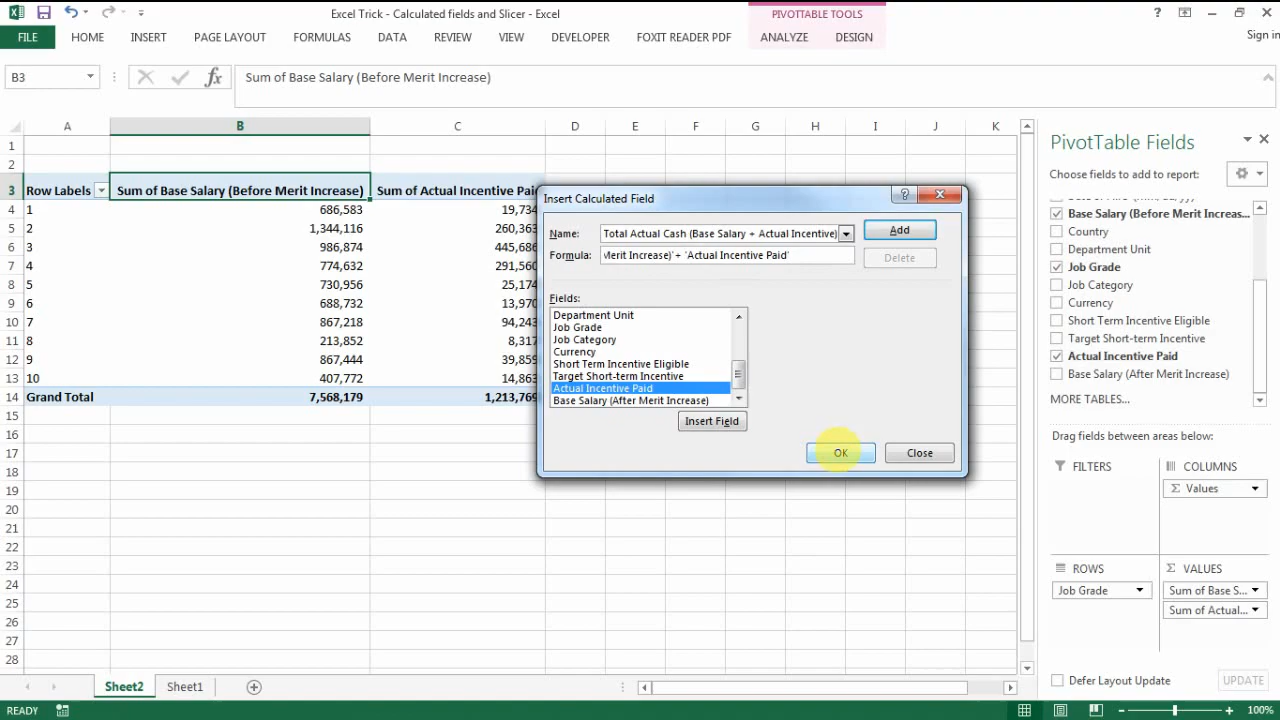 Excel Trick - Calculated fields and Slicer - Excel
PIVOTTABLE TOOLS
?
Sign in
FILE HOME INSERT PAGE LAYOUT FORMULAS DATA REVIEW VIEW DEVELOPER FOXIT READER PDF ANALYZE DESIGN
B3 fx Sum of Base Salary (Before Merit Increase)
A B C D E F G H I J K
1
2
3 Row Labels Sum of Base Salary (Before Merit Increase) Sum of Actual Incentive Paid
4 1 686,583 19,734
5 2 1,344,116 260,363
6 3 986,874 445,686
7 4 774,632 291,560
8 5 730,956 25,174
9 6 688,732 13,970
10 7 867,218 94,243
11 8 213,852 8,317
12 9 867,444 39,859
13 10 407,772 14,863
14 Grand Total 7,568,179 1,213,769
15
16
17
18
19
20
21
22
23
24
25
26
27
28
Insert Calculated Field
?
Name: Total Actual Cash (Base Salary + Actual Incentive) Add
Formula: Merit Increase)'+ 'Actual Incentive Paid' Delete
Fields:
Department Unit
Job Grade
Job Category
Currency
Short Term Incentive Eligible
Target Short-term Incentive
Actual Incentive Paid
Base Salary (After Merit Increase)
Insert Field
OK Close
PivotTable Fields
Choose fields to add to report:
Base Salary (Before Merit Increas...
Country
Department Unit
Job Grade
Job Category
Currency
Short Term Incentive Eligible
Target Short-term Incentive
Actual Incentive Paid
Base Salary (After Merit Increase)
MORE TABLES...
Drag fields between areas below:
FILTERS COLUMNS
Σ Values
ROWS Σ VALUES
Job Grade Sum of Base S...
Sum of Actual...
Defer Layout Update UPDATE
Sheet2 Sheet1
READY 100%